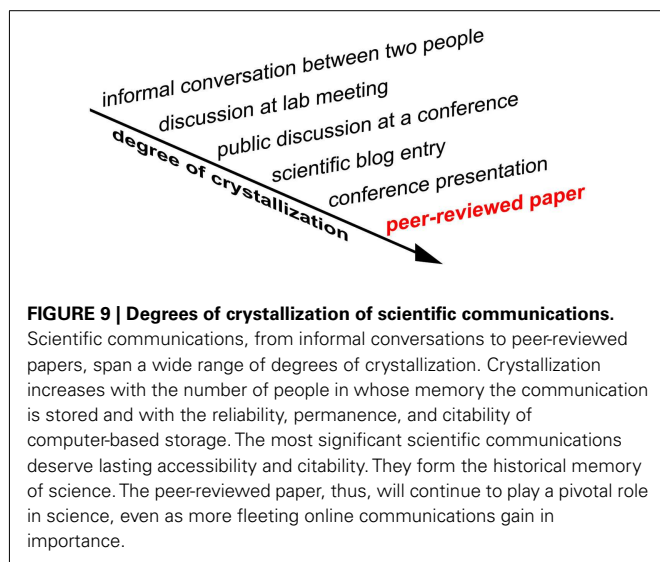 informal conversation between two people
discussion at lab meeting
public discussion at a conference
scientific blog entry
conference presentation
peer-reviewed paper
degree of crystallization
FIGURE 9 | Degrees of crystallization of scientific communications.
Scientific communications, from informal conversations to peer-reviewed
papers, span a wide range of degrees of crystallization. Crystallization
increases with the number of people in whose memory the communication
is stored and with the reliability, permanence, and citability of
computer-based storage. The most significant scientific communications
deserve lasting accessibility and citability. They form the historical memory
of science. The peer-reviewed paper, thus, will continue to play a pivotal role
in science, even as more fleeting online communications gain in
importance.